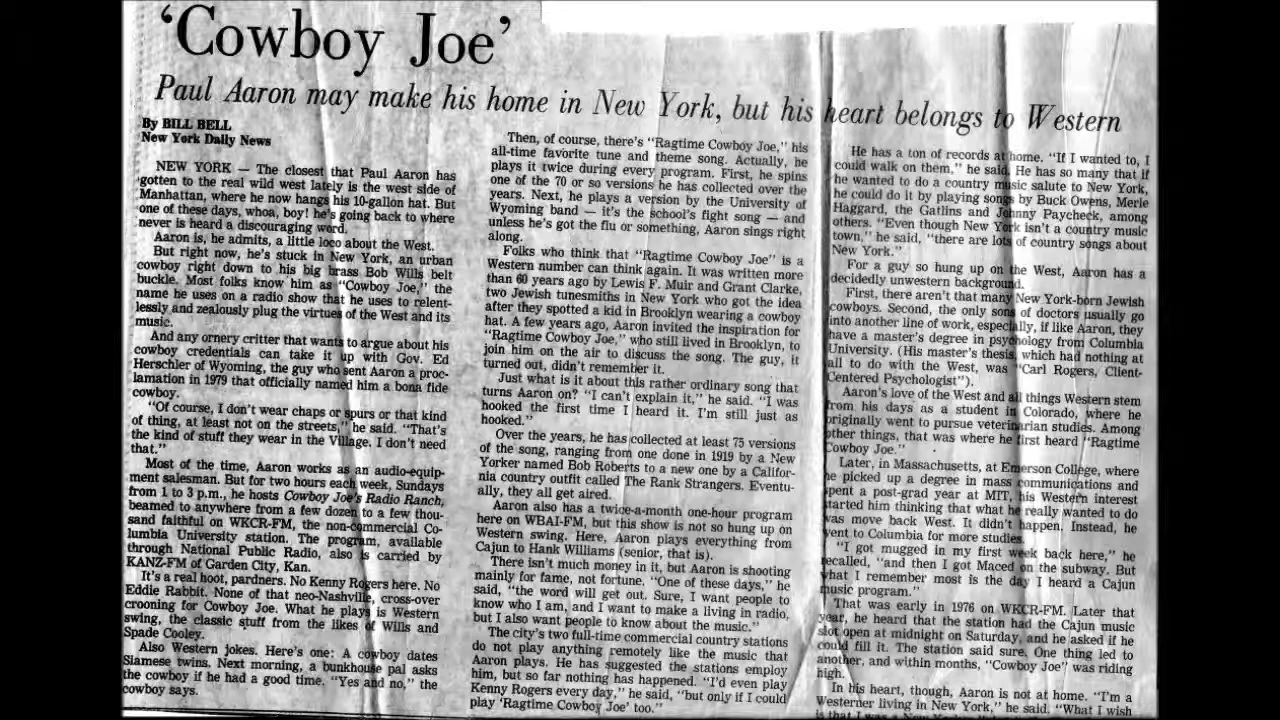 ‘Cowboy Joe’
Paul Aaron may make his home in New York, but his heart belongs to Western
By BILL BELL
New York Daily News
NEW YORK — The closest that Paul Aaron has
gotten to the real wild west lately is the west side of
Manhattan, where he now hangs his 10-gallon hat. But
one of these days, whoa, boy! he's going back to where
never is heard a discouraging word.
Aaron is, he admits, a little loco about the West.
But right now, he's stuck in New York, an urban
cowboy right down to his big brass Bob Wills belt
buckle. Most folks know him as "Cowboy Joe," the
name he uses on a radio show that he uses to relent-
lessly and zealously plug the virtues of the West and its
music.
And any ornery critter that wants to argue about his
cowboy credentials can take it up with Gov. Ed
Herschler of Wyoming, the guy who sent Aaron a proc-
lamation in 1979 that officially named him a bona fide
cowboy.
"Of course, I don't wear chaps or spurs or that kind
of thing, at least not on the streets," he said. "That's
the kind of stuff they wear in the Village. I don't need
that."
Most of the time, Aaron works as an audio-equip-
ment salesman. But for two hours each week, Sundays
from 1 to 3 p.m., he hosts Cowboy Joe's Radio Ranch,
beamed to anywhere from a few dozen to a few thou-
sand faithful on WKCR-FM, the non-commercial Co-
lumbia University station. The program, available
through National Public Radio, also is carried by
KANZ-FM of Garden City, Kan.
It's a real hoot, pardners. No Kenny Rogers here. No
Eddie Rabbit. None of that neo-Nashville, cross-over
crooning for Cowboy Joe. What he plays is Western
swing, the classic stuff from the likes of Wills and
Spade Cooley.
Also Western jokes. Here's one: A cowboy dates
Siamese twins. Next morning, a bunkhouse pal asks
the cowboy if he had a good time. "Yes and no," the
cowboy says.
Then, of course, there's "Ragtime Cowboy Joe," his
all-time favorite tune and theme song. Actually, he
plays it twice during every program. First, he spins
one of the 70 or so versions he has collected over the
years. Next, he plays a version by the University of
Wyoming band — it's the school's fight song — and
unless he's got the flu or something, Aaron sings right
along.
Folks who think that "Ragtime Cowboy Joe" is a
Western number can think again. It was written more
than 60 years ago by Lewis F. Muir and Grant Clarke,
two Jewish tunesmiths in New York who got the idea
after they spotted a kid in Brooklyn wearing a cowboy
hat. A few years ago, Aaron invited the inspiration for
"Ragtime Cowboy Joe," who still lived in Brooklyn, to
join him on the air to discuss the song. The guy, it
turned out, didn't remember it.
Just what is it about this rather ordinary song that
turns Aaron on? "I can't explain it," he said. "I was
hooked the first time I heard it. I'm still just as
hooked."
Over the years, he has collected at least 75 versions
of the song, ranging from one done in 1919 by a New
Yorker named Bob Roberts to a new one by a Califor-
nia country outfit called The Rank Strangers. Eventu-
ally, they all get aired.
Aaron also has a twice-a-month one-hour program
here on WBAI-FM, but this show is not so hung up on
Western swing. Here, Aaron plays everything from
Cajun to Hank Williams (senior, that is).
There isn't much money in it, but Aaron is shooting
mainly for fame, not fortune. "One of these days," he
said, "the word will get out. Sure, I want people to
know who I am, and I want to make a living in radio,
but I also want people to know about the music."
The city's two full-time commercial country stations
do not play anything remotely like the music that
Aaron plays. He has suggested the stations employ
him, but so far nothing has happened. "I'd even play
Kenny Rogers every day," he said, "but only if I could
play 'Ragtime Cowboy Joe' too."
He has a ton of records at home. "If I wanted to, I
could walk on them," he said. He has so many that if
he wanted to do a country music salute to New York,
he could do it by playing songs by Buck Owens, Merle
Haggard, the Gatlins and Johnny Paycheck, among
others. "Even though New York isn't a country music
town," he said, "there are lots of country songs about
New York."
For a guy so hung up on the West, Aaron has a
decidedly unwestern background.
First, there aren't that many New York-born Jewish
cowboys. Second, the only sons of doctors usually go
into another line of work, especially, if like Aaron, they
have a master's degree in psychology from Columbia
University. (His master's thesis, which had nothing at
all to do with the West, was "Carl Rogers, Client-
Centered Psychologist").
Aaron's love of the West and all things Western stem
from his days as a student in Colorado, where he
originally went to pursue veterinarian studies. Among
other things, that was where he first heard "Ragtime
Cowboy Joe."
Later, in Massachusetts, at Emerson College, where
he picked up a degree in mass communications and
spent a post-grad year at MIT, his Western interest
started him thinking that what he really wanted to do
was move back West. It didn't happen. Instead, he
went to Columbia for more studies.
"I got mugged in my first week back here," he
recalled, "and then I got Maced on the subway. But
what I remember most is the day I heard a Cajun
music program."
That was early in 1976 on WKCR-FM. Later that
year, he heard that the station had the Cajun music
slot open at midnight on Saturday, and he asked if he
could fill it. The station said sure. One thing led to
another, and within months, "Cowboy Joe" was riding
high.
In his heart, though, Aaron is not at home. "I'm a
Westerner living in New York," he said. "What I wish
is that I was a New